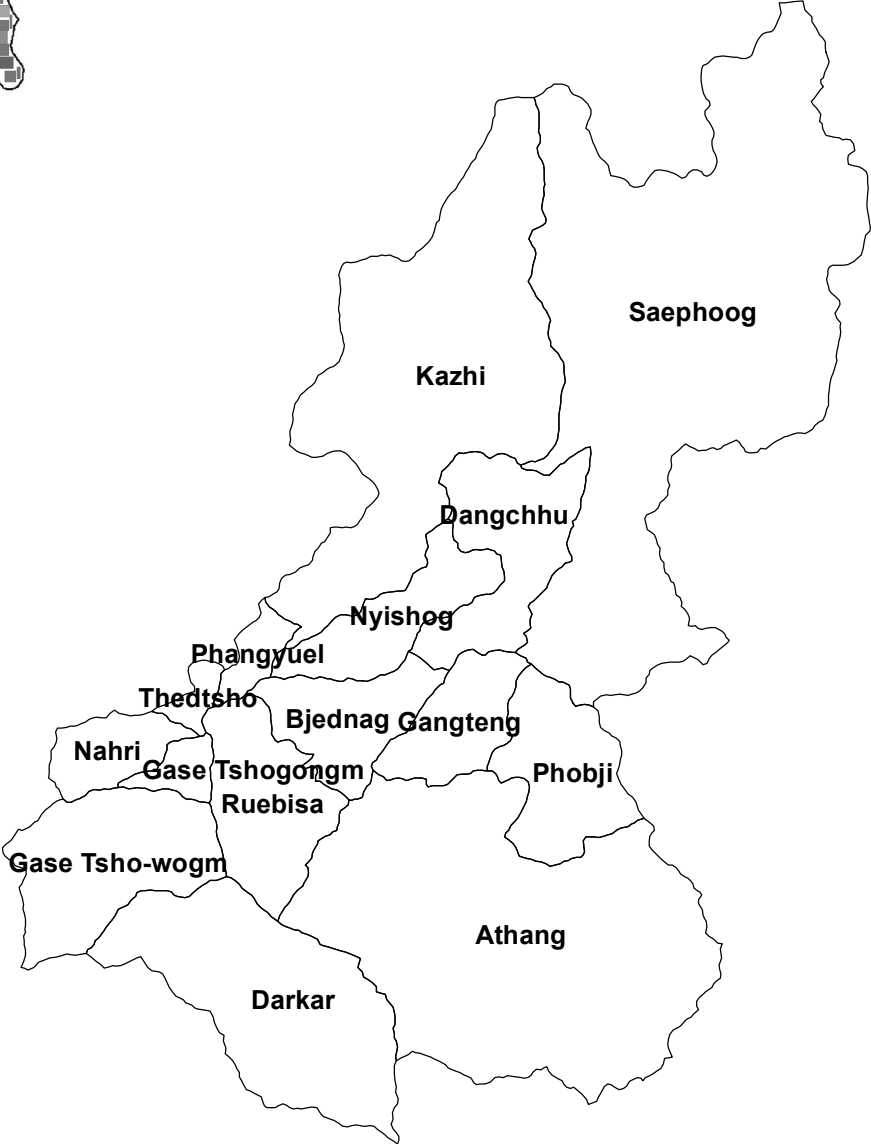 Saephoog
Kazhi
Dangchhu
Nyishog
Phangyuel
Thedtsho
Bjednag
Gangteng
Nahri
Gase Tshogongm
Phobji
Ruebisa
Gase Tsho-wogm
Athang
Darkar